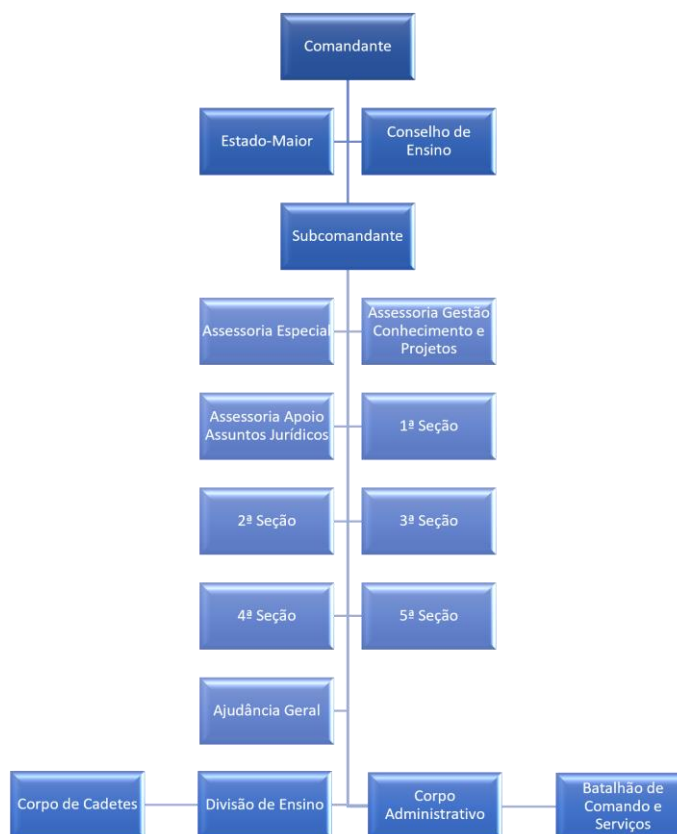 Comandante
Estado-Maior
Conselho de
Ensino
Subcomandante
Assessoria Especial
Assessoria Gestão
Conhecimento e
Projetos
Assessoria Apoio
Assuntos Jurídicos
1ª Seção
2ª Seção
3ª Seção
4ª Seção
5ª Seção
Ajudância Geral
Corpo de Cadetes
Divisão de Ensino
Corpo
Administrativo
Batalhão de
Comando e
Serviços